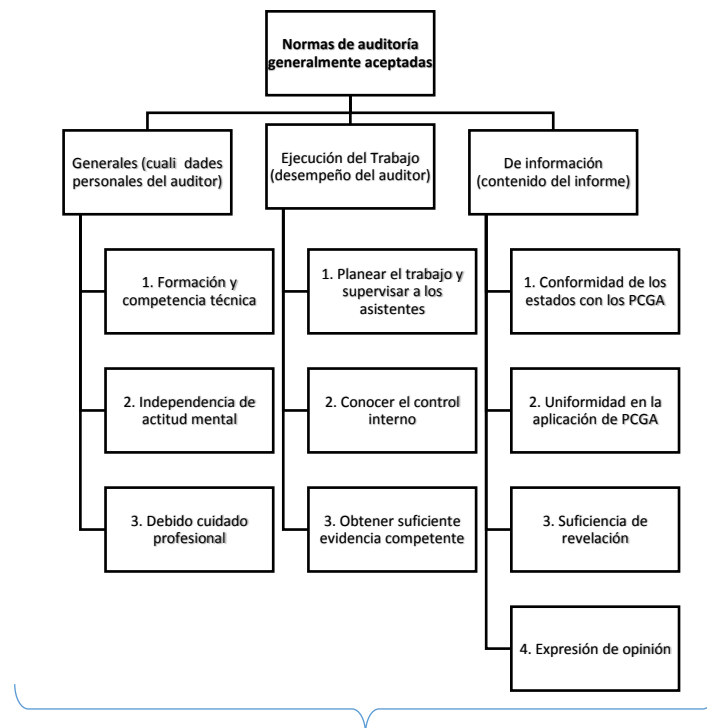 Normas de auditoría
generalmente aceptadas
Generales (cuali dades
personales del auditor)
Ejecución del Trabajo
(desempeño del auditor)
De información
(contenido del informe)
1. Formación y
competencia técnica
1. Planear el trabajo y
supervisar a los
asistentes
1. Conformidad de los
estados con los PCGA
2. Independencia de
actitud mental
2. Conocer el control
interno
2. Uniformidad en la
aplicación de PCGA
3. Debido cuidado
profesional
3. Obtener suficiente
evidencia competente
3. Suficiencia de
revelación
4. Expresión de opinión